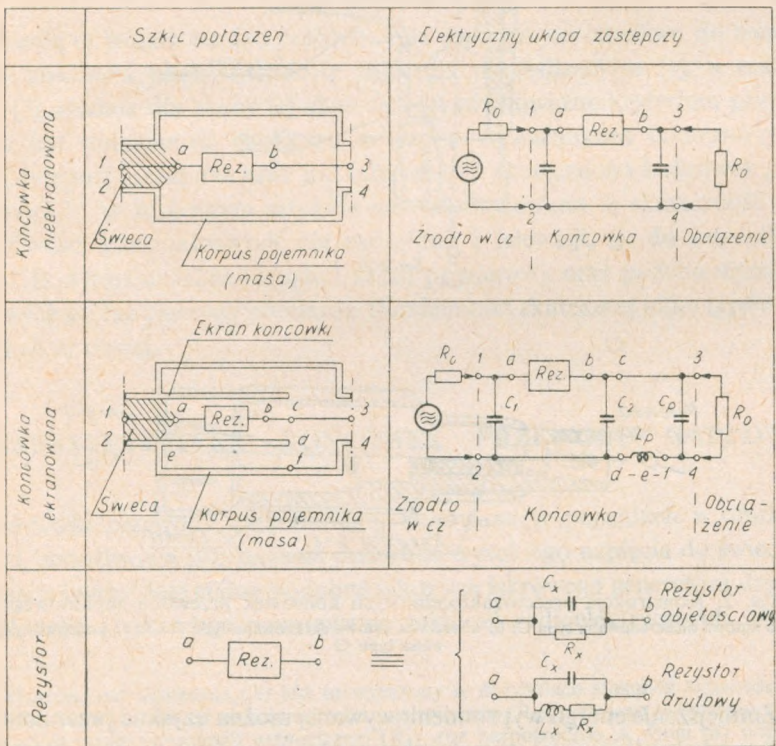 Szkic połączeń
Elektryczny układ zastępczy
Końcówka nieekranowana
1
2
a
Rez.
b
3
4
Świeca
Korpus pojemnika
(masa)
R₀
1
a
Rez.
b
3
R₀
2
4
Źródło w.cz
Końcówka
Obciążenie
Końcówka ekranowana
Ekran końcówki
1
2
a
Rez.
b
c
d
3
4
e
f
Świeca
Korpus pojemnika
(masa)
R₀
1
a
Rez.
b
c
3
C₁
C₂
Cp
R₀
Lp
2
d-e-1
4
Źródło
w cz
Końcówka
Obcią-
żenie
Rezystor
a
Rez.
b
≡
a
Cx
Rx
b
Rezystor
objętościowy
a
Cx
Lx
Rx
b
Rezystor
drutowy